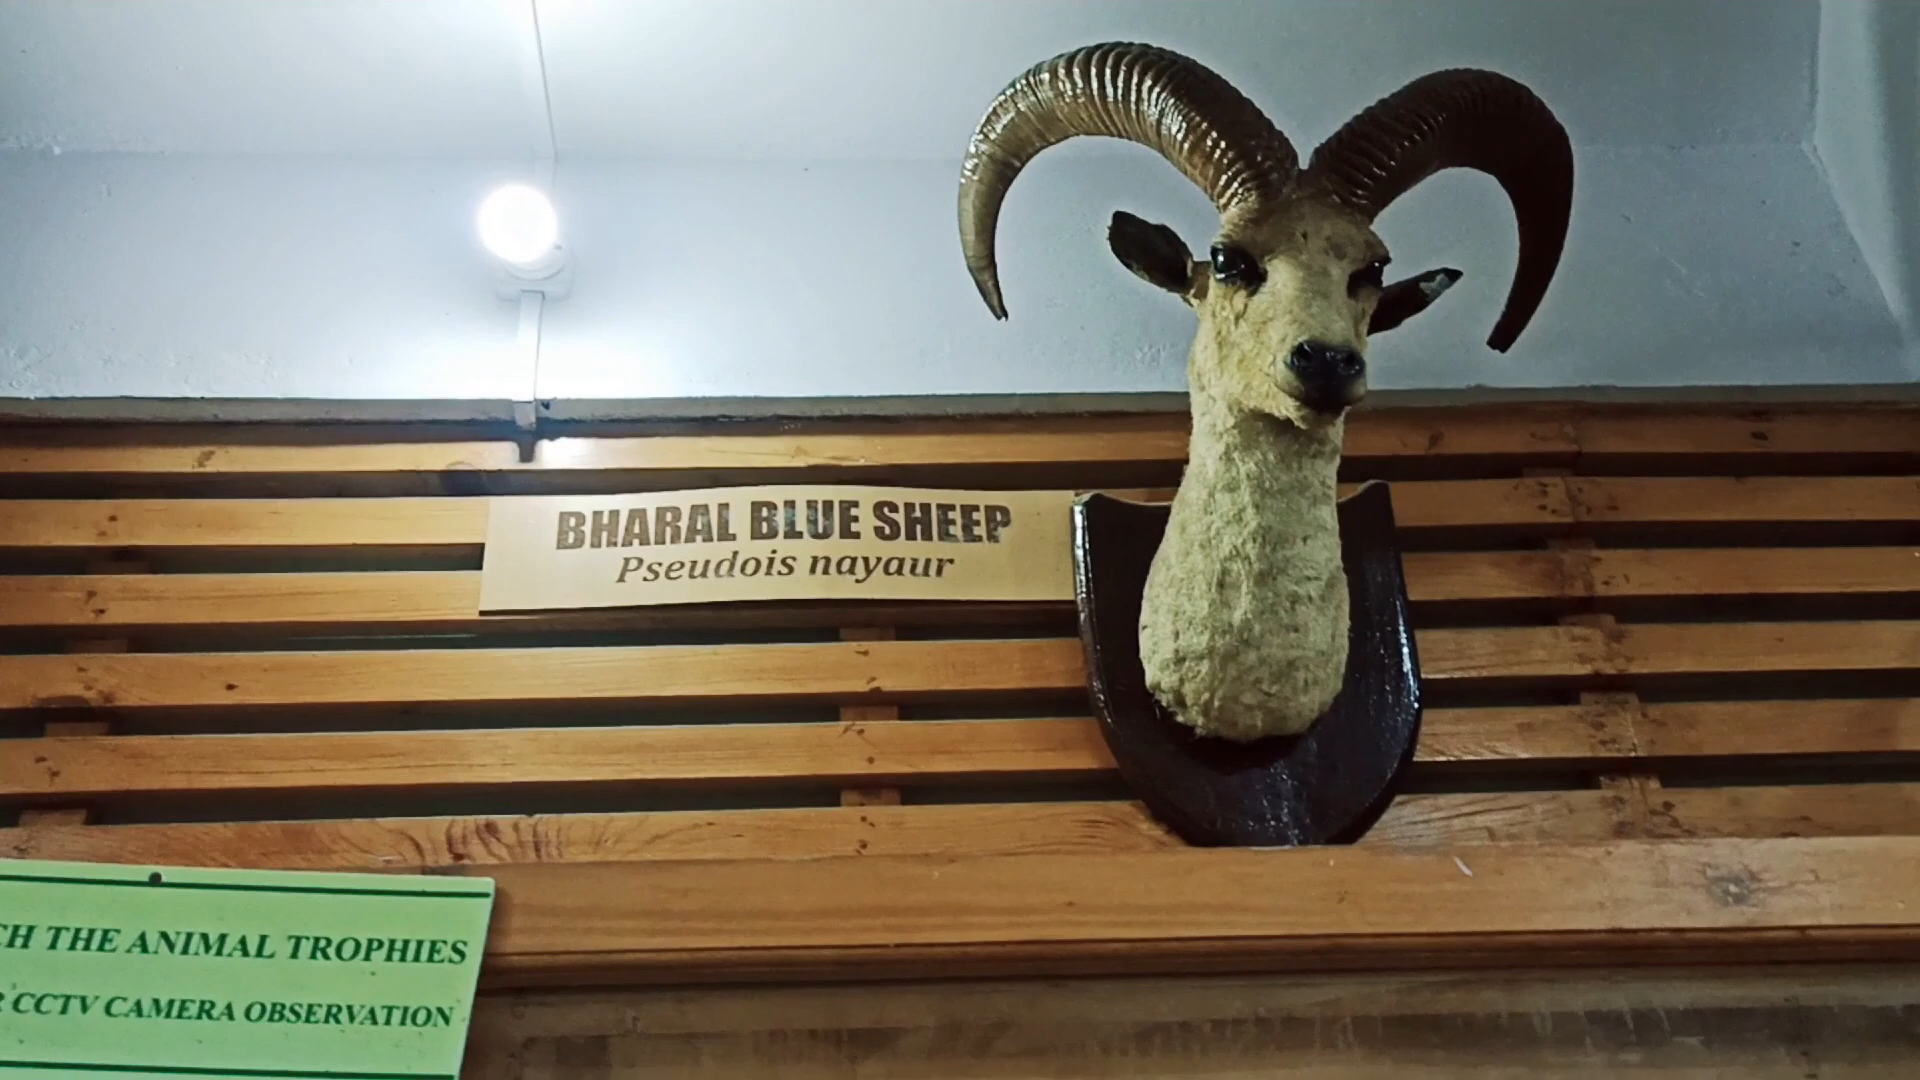 BHARAL BLUE SHEEP
Pseudois nayaur
THE ANIMAL TROPHIES
CCTV CAMERA OBSERVATION